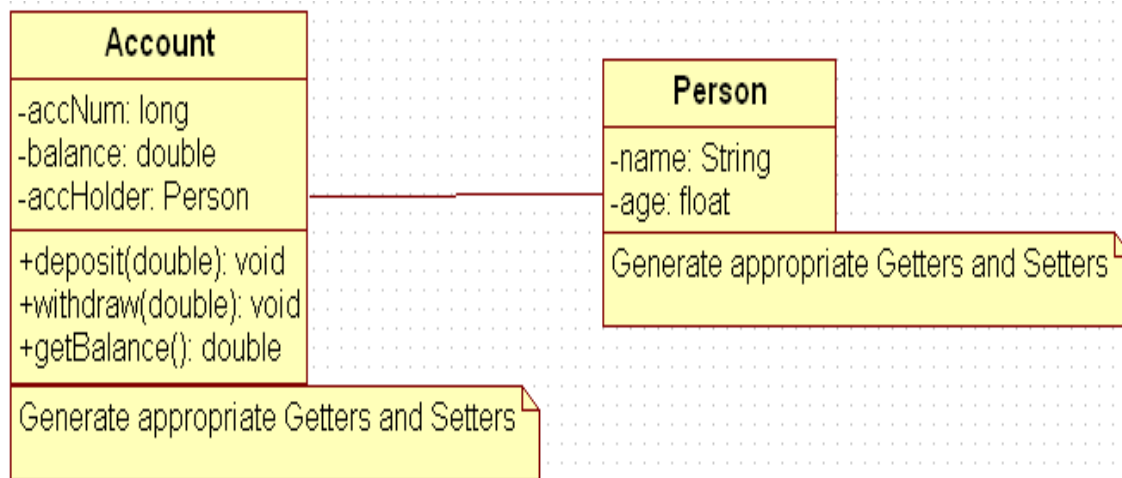 Account
-accNum: long
-balance: double
-accHolder: Person
+deposit(double): void
+withdraw(double): void
+getBalance(): double
Generate appropriate Getters and Setters
Person
-name: String
-age: float
Generate appropriate Getters and Setters